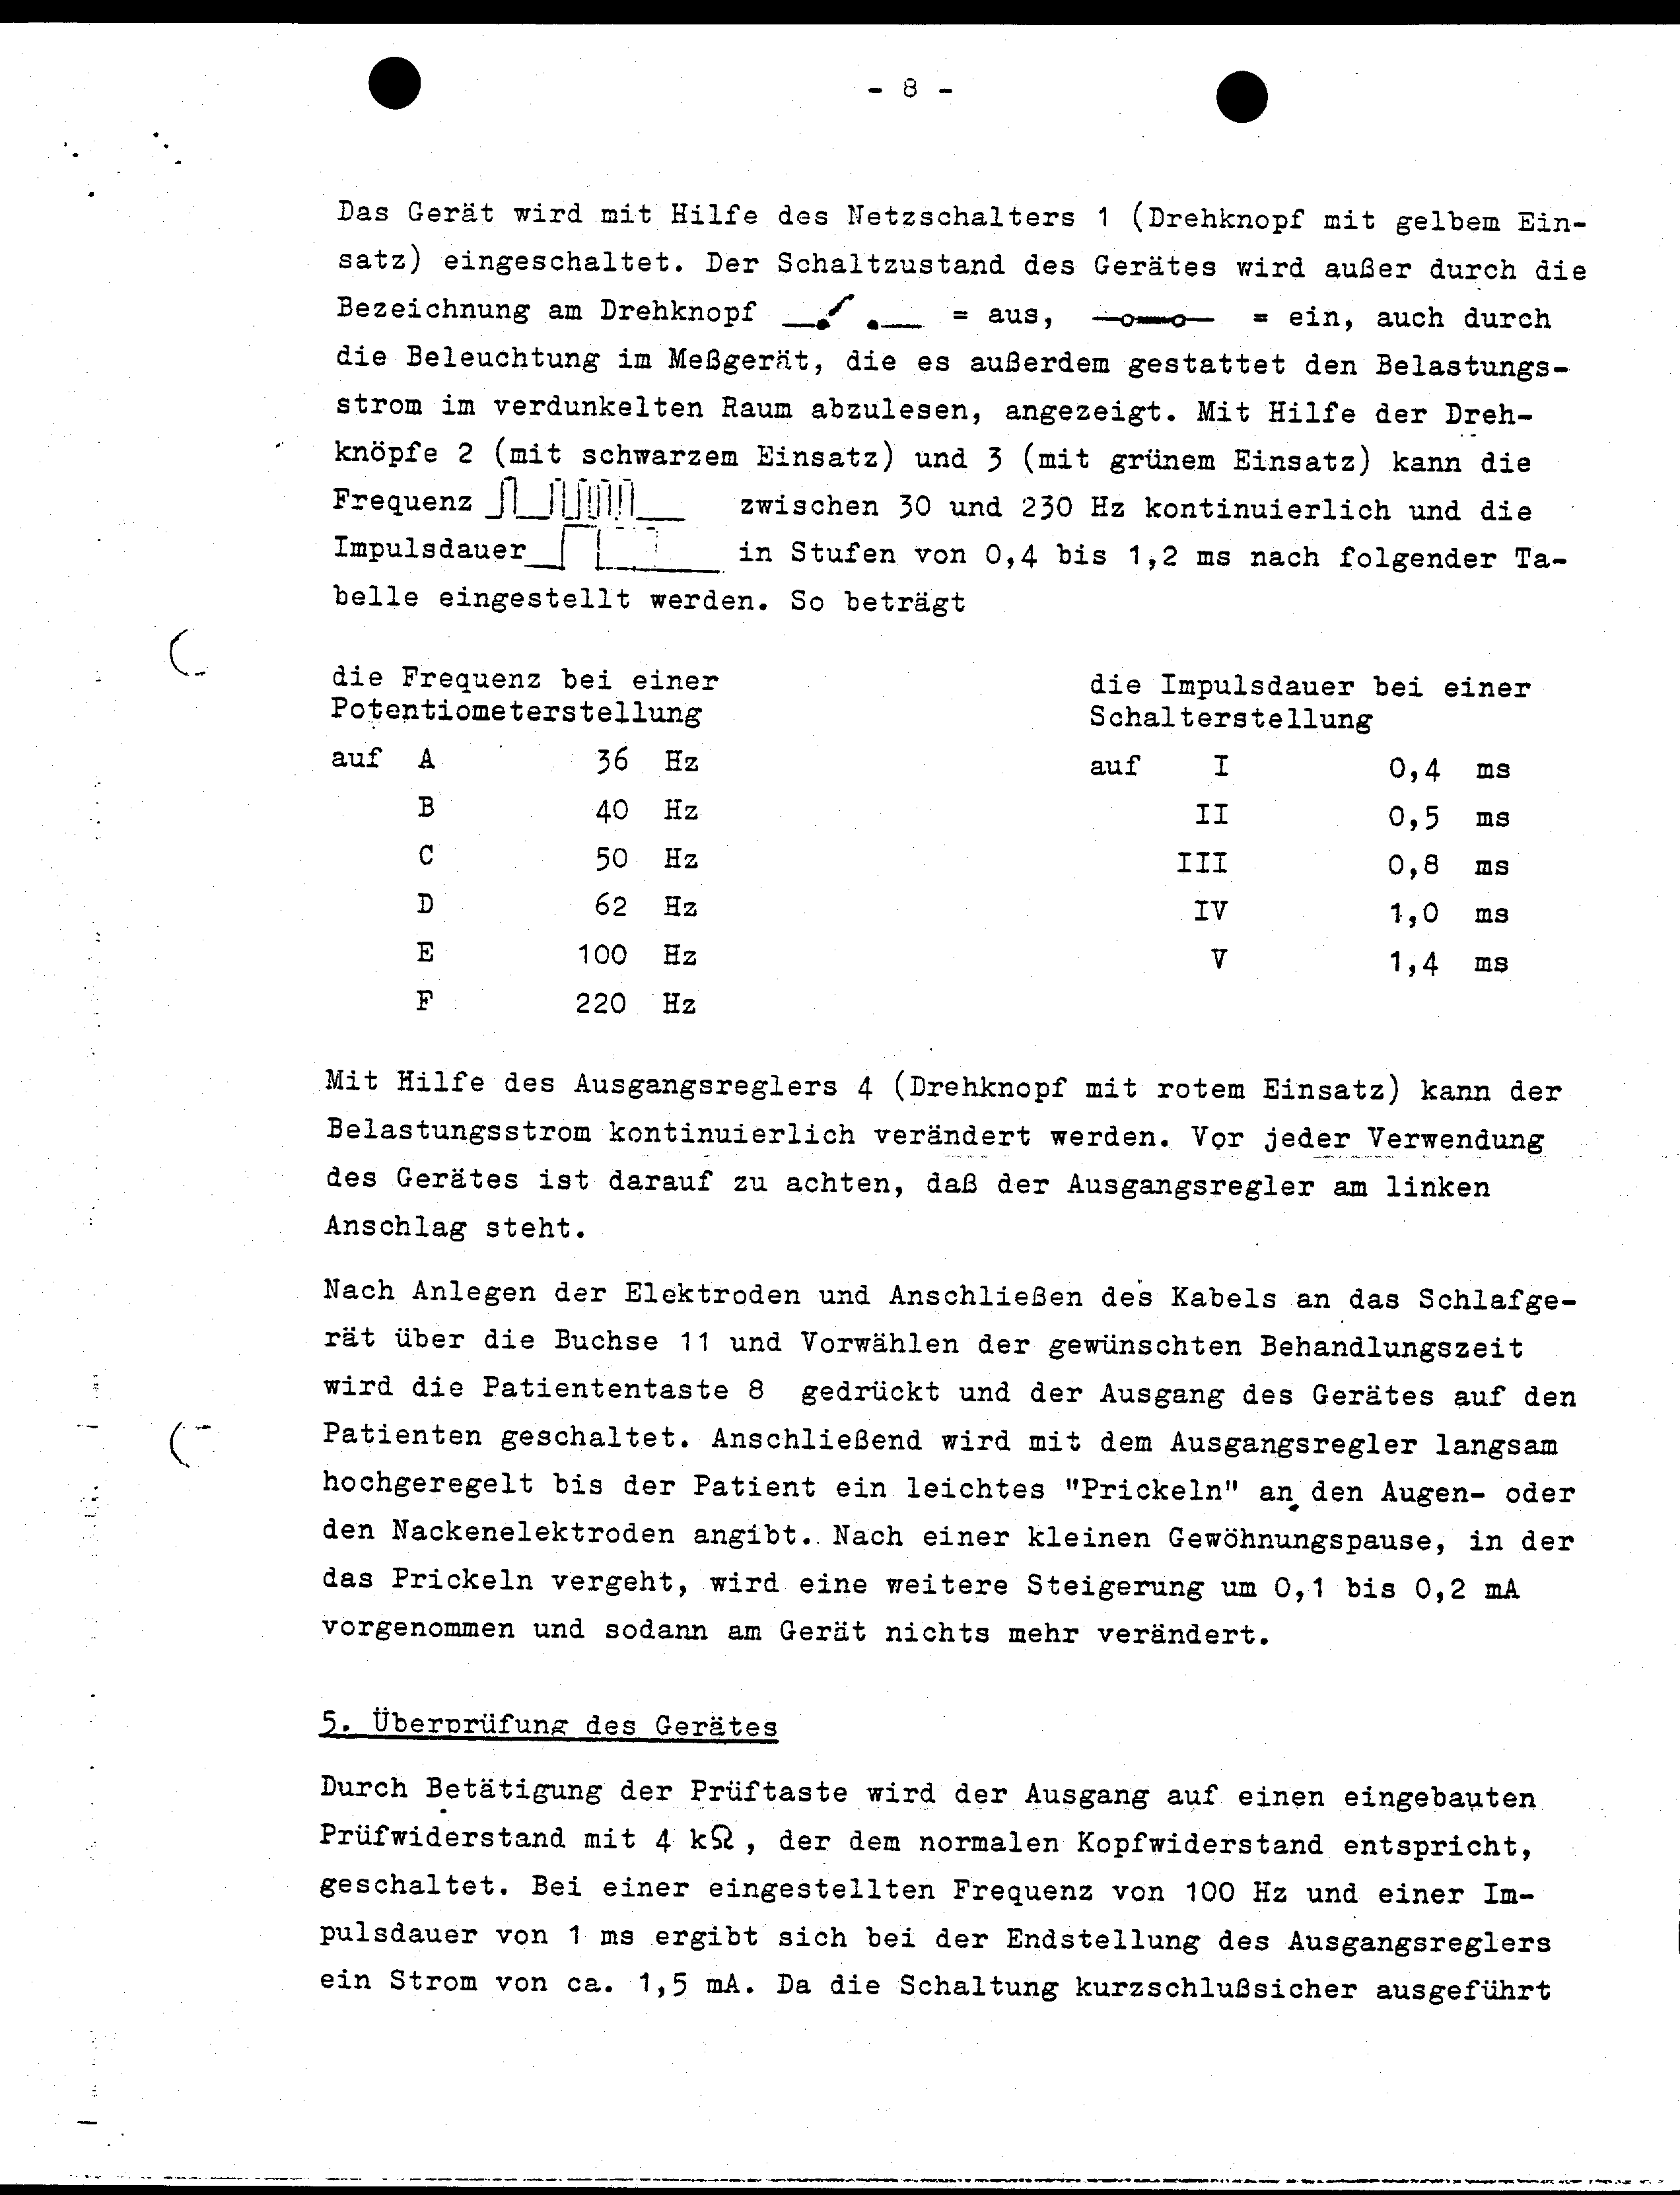 - 8 -
Das Gerät wird mit Hilfe des Netzschalters 1 (Drehknopf mit gelbem Ein-
satz) eingeschaltet. Der Schaltzustand des Gerätes wird außer durch die
Bezeichnung am Drehknopf = aus, = ein, auch durch
die Beleuchtung im Meßgerät, die es außerdem gestattet den Belastungs-
strom im verdunkelten Raum abzulesen, angezeigt. Mit Hilfe der Dreh-
knöpfe 2 (mit schwarzem Einsatz) und 3 (mit grünem Einsatz) kann die
Frequenz zwischen 30 und 230 Hz kontinuierlich und die
Impulsdauer in Stufen von 0,4 bis 1,2 ms nach folgender Ta-
belle eingestellt werden. So beträgt
die Frequenz bei einer
Potentiometerstellung
auf A 36 Hz
B 40 Hz
C 50 Hz
D 62 Hz
E 100 Hz
F 220 Hz
die Impulsdauer bei einer
Schalterstellung
auf I 0,4 ms
II 0,5 ms
III 0,8 ms
IV 1,0 ms
V 1,4 ms
Mit Hilfe des Ausgangsreglers 4 (Drehknopf mit rotem Einsatz) kann der
Belastungsstrom kontinuierlich verändert werden. Vor jeder Verwendung
des Gerätes ist darauf zu achten, daß der Ausgangsregler am linken
Anschlag steht.
Nach Anlegen der Elektroden und Anschließen des Kabels an das Schlafge-
rät über die Buchse 11 und Vorwählen der gewünschten Behandlungszeit
wird die Patiententaste 8 gedrückt und der Ausgang des Gerätes auf den
Patienten geschaltet. Anschließend wird mit dem Ausgangsregler langsam
hochgeregelt bis der Patient ein leichtes "Prickeln" an den Augen- oder
den Nackenelektroden angibt. Nach einer kleinen Gewöhnungspause, in der
das Prickeln vergeht, wird eine weitere Steigerung um 0,1 bis 0,2 mA
vorgenommen und sodann am Gerät nichts mehr verändert.
5. Überprüfung des Gerätes
Durch Betätigung der Prüftaste wird der Ausgang auf einen eingebauten
Prüfwiderstand mit 4 kΩ, der dem normalen Kopfwiderstand entspricht,
geschaltet. Bei einer eingestellten Frequenz von 100 Hz und einer Im-
pulsdauer von 1 ms ergibt sich bei der Endstellung des Ausgangsreglers
ein Strom von ca. 1,5 mA. Da die Schaltung kurzschlußsicher ausgeführt